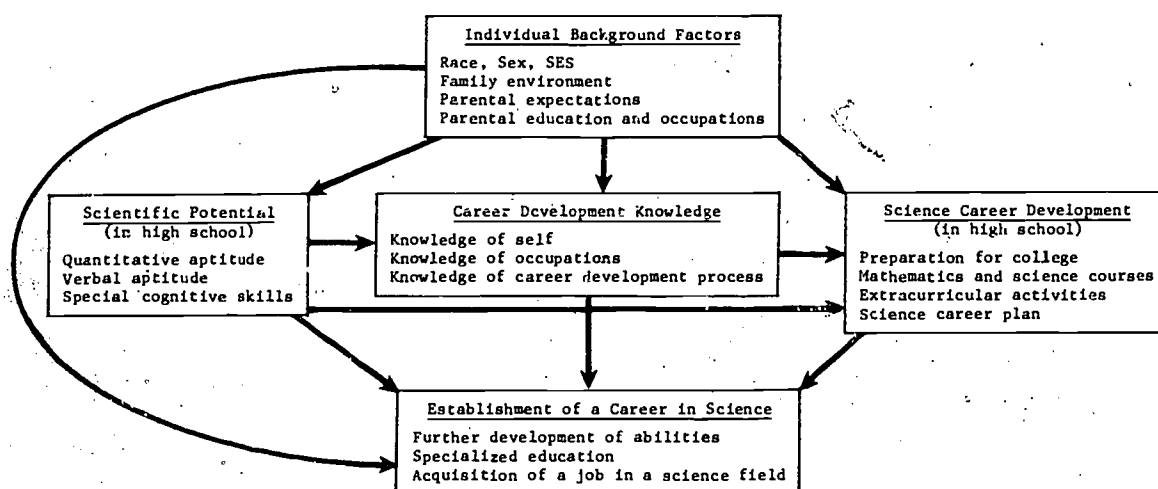 Individual Background Factors
Race, Sex, SES
Family environment
Parental expectations
Parental education and occupations
Scientific Potential
(in high school)
Quantitative aptitude
Verbal aptitude
Special cognitive skills
Career Development Knowledge
Knowledge of self
Knowledge of occupations
Knowledge of career development process
Science Career Development
(in high school)
Preparation for college
Mathematics and science courses
Extracurricular activities
Science career plan
Establishment of a Career in Science
Further development of abilities
Specialized education
Acquisition of a job in a science field